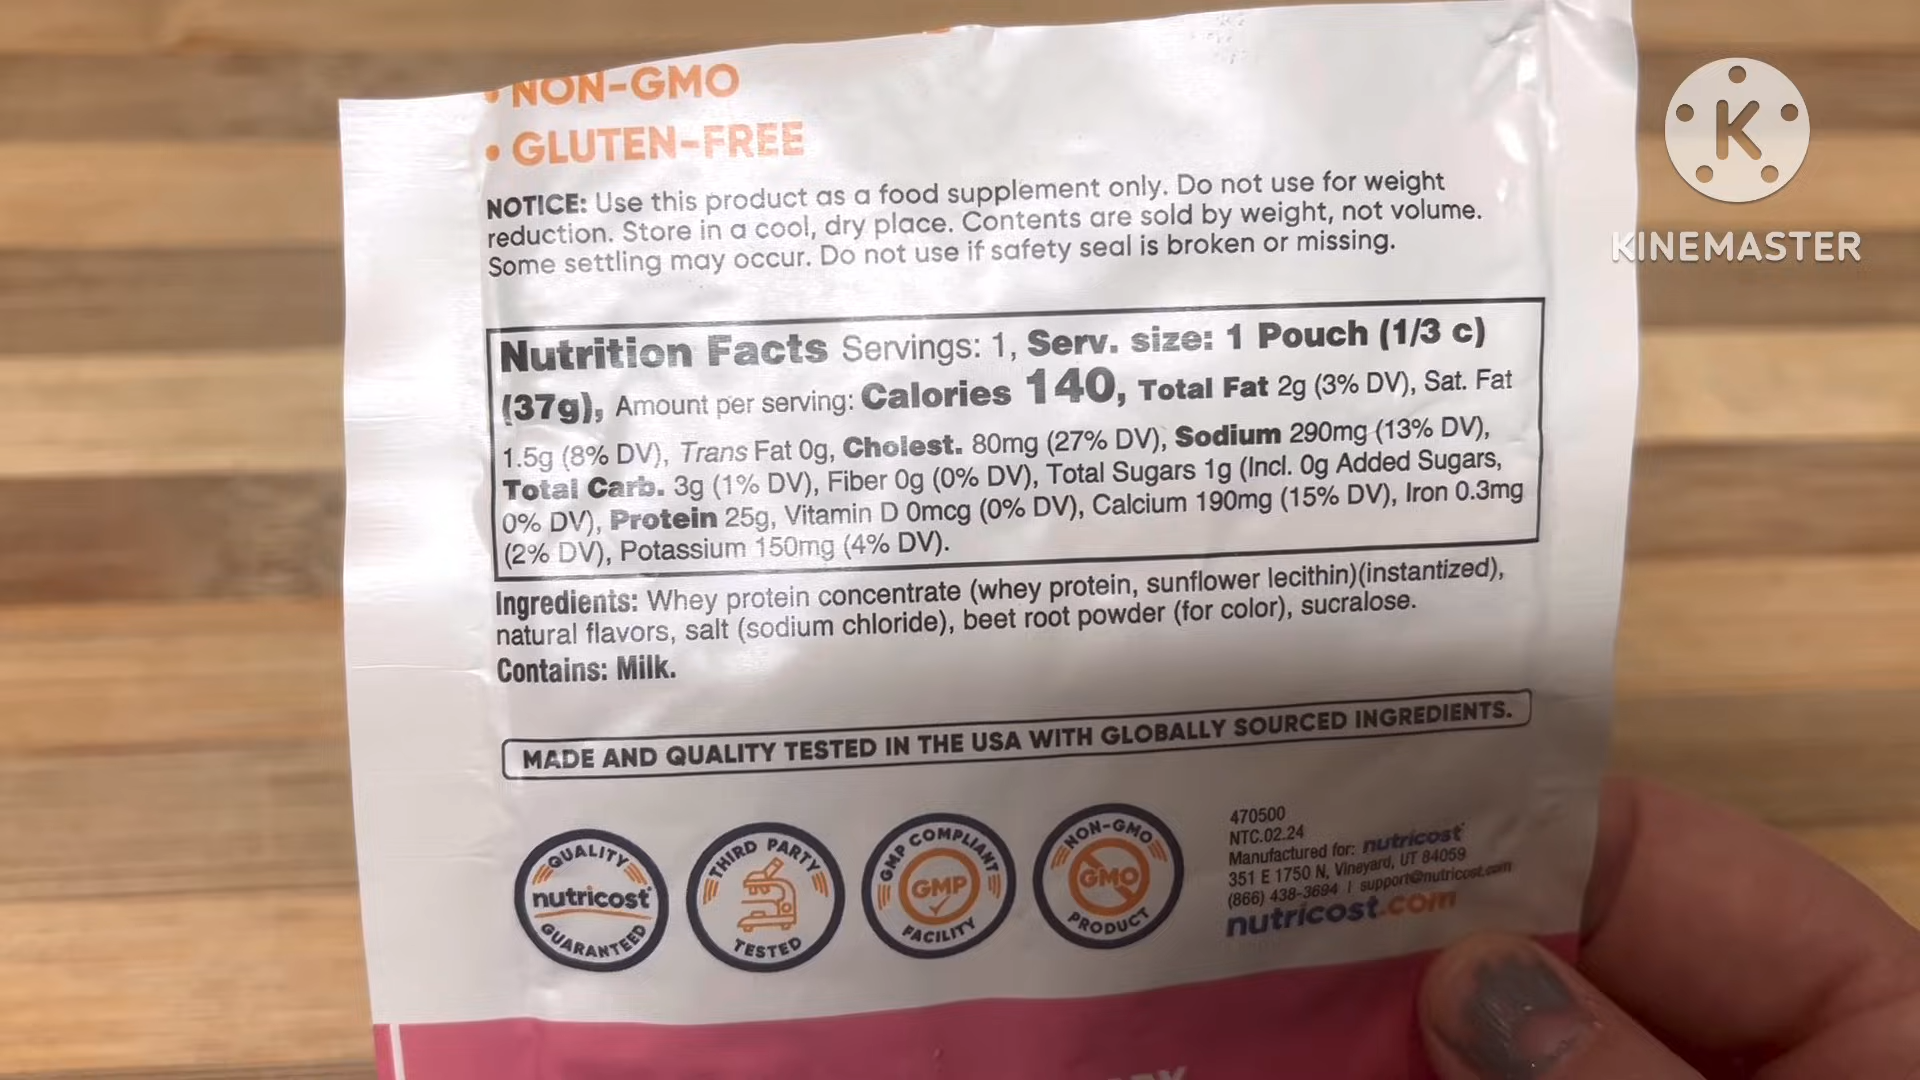 • NON-GMO
• GLUTEN-FREE
NOTICE: Use this product as a food supplement only. Do not use for weight
reduction. Store in a cool, dry place. Contents are sold by weight, not volume.
Some settling may occur. Do not use if safety seal is broken or missing.
Nutrition Facts Servings: 1, Serv. size: 1 Pouch (1/3 c)
(37g), Amount per serving: Calories 140, Total Fat 2g (3% DV), Sat. Fat
1.5g (8% DV), Trans Fat 0g, Cholest. 80mg (27% DV), Sodium 290mg (13% DV),
Total Carb. 3g (1% DV), Fiber 0g (0% DV), Total Sugars 1g (Incl. 0g Added Sugars,
0% DV), Protein 25g, Vitamin D 0mcg (0% DV), Calcium 190mg (15% DV), Iron 0.3mg
(2% DV), Potassium 150mg (4% DV).
Ingredients: Whey protein concentrate (whey protein, sunflower lecithin)(instantized),
natural flavors, salt (sodium chloride), beet root powder (for color), sucralose.
Contains: Milk.
MADE AND QUALITY TESTED IN THE USA WITH GLOBALLY SOURCED INGREDIENTS.
QUALITY
nutricost
GUARANTEED
THIRD PARTY
TESTED
GMP COMPLIANT
GMP
FACILITY
NON-GMO
GMO
PRODUCT
470500
NTC.02.24
Manufactured for: nutricost
351 E 1750 N, Vineyard, UT 84059
(866) 438-3694 | support@nutricost.com
nutricost.com
K
KINEMASTER